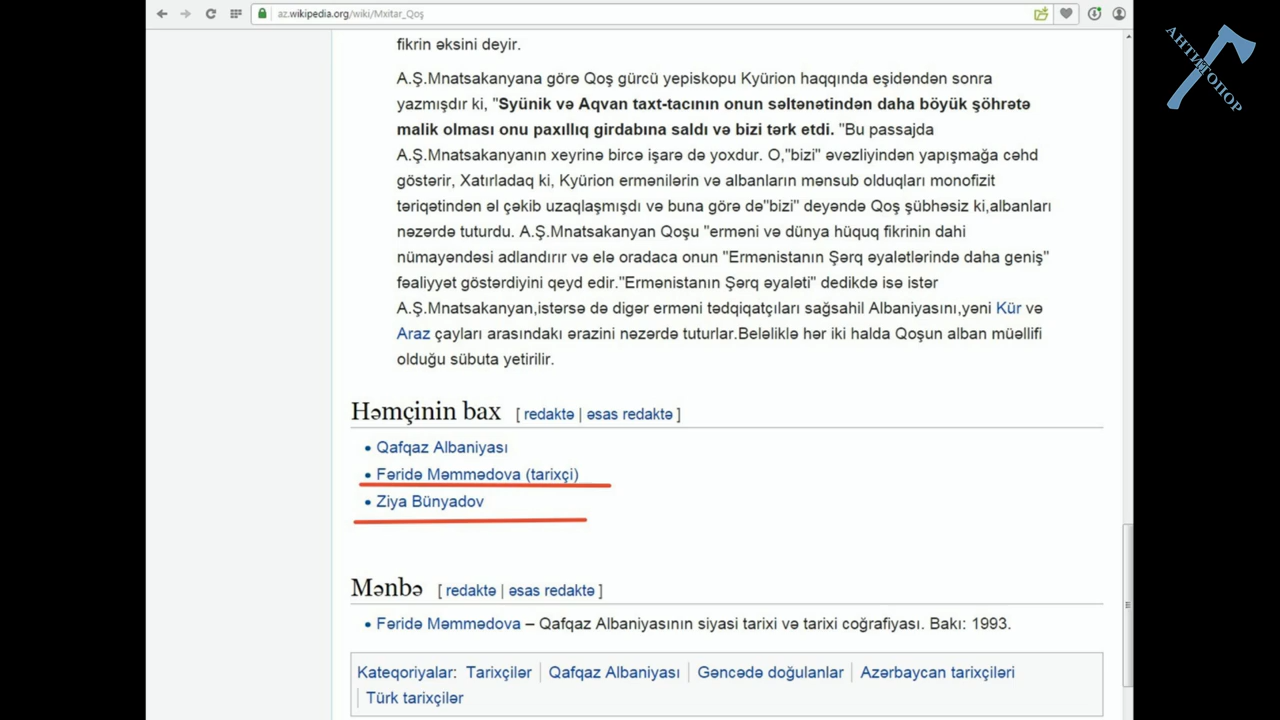 az.wikipedia.org/wiki/Mxitar_Qoş
АНТИТОПОР
fikrin əksini deyir.
A.Ş.Mnatsakanyana görə Qoş gürcü yepiskopu Kyürion haqqında eşidəndən sonra
yazmışdır ki, "Syünik və Aqvan taxt-tacının onun səltənətindən daha böyük şöhrətə
malik olması onu paxıllıq girdabına saldı və bizi tərk etdi. "Bu passajda
A.Ş.Mnatsakanyanın xeyrinə bircə işarə də yoxdur. O,"bizi" əvəzliyindən yapışmağa cəhd
göstərir, Xatırladaq ki, Kyürion ermənilərin və albanların mənsub olduqları monofizit
təriqətindən əl çəkib uzaqlaşmışdı və buna görə də"bizi" deyəndə Qoş şübhəsiz ki,albanları
nəzərdə tuturdu. A.Ş.Mnatsakanyan Qoşu "erməni və dünya hüquq fikrinin dahi
nümayəndəsi adlandırır və elə oradaca onun "Ermənistanın Şərq əyalətlərində daha geniş"
fəaliyyət göstərdiyini qeyd edir."Ermənistanın Şərq əyaləti" dedikdə isə istər
A.Ş.Mnatsakanyan,istərsə də digər erməni tədqiqatçıları sağsahil Albaniyasını,yəni Kür və
Araz çayları arasındakı ərazini nəzərdə tuturlar.Beləliklə hər iki halda Qoşun alban müəllifi
olduğu sübuta yetirilir.
Həmçinin bax [ redaktə | əsas redaktə ]
• Qafqaz Albaniyası
• Fəridə Məmmədova (tarixçi)
• Ziya Bünyadov
Mənbə [ redaktə | əsas redaktə ]
• Fəridə Məmmədova – Qafqaz Albaniyasının siyasi tarixi və tarixi coğrafiyası. Bakı: 1993.
Kateqoriyalar: Tarixçilər | Qafqaz Albaniyası | Gəncədə doğulanlar | Azərbaycan tarixçiləri
| Türk tarixçilər